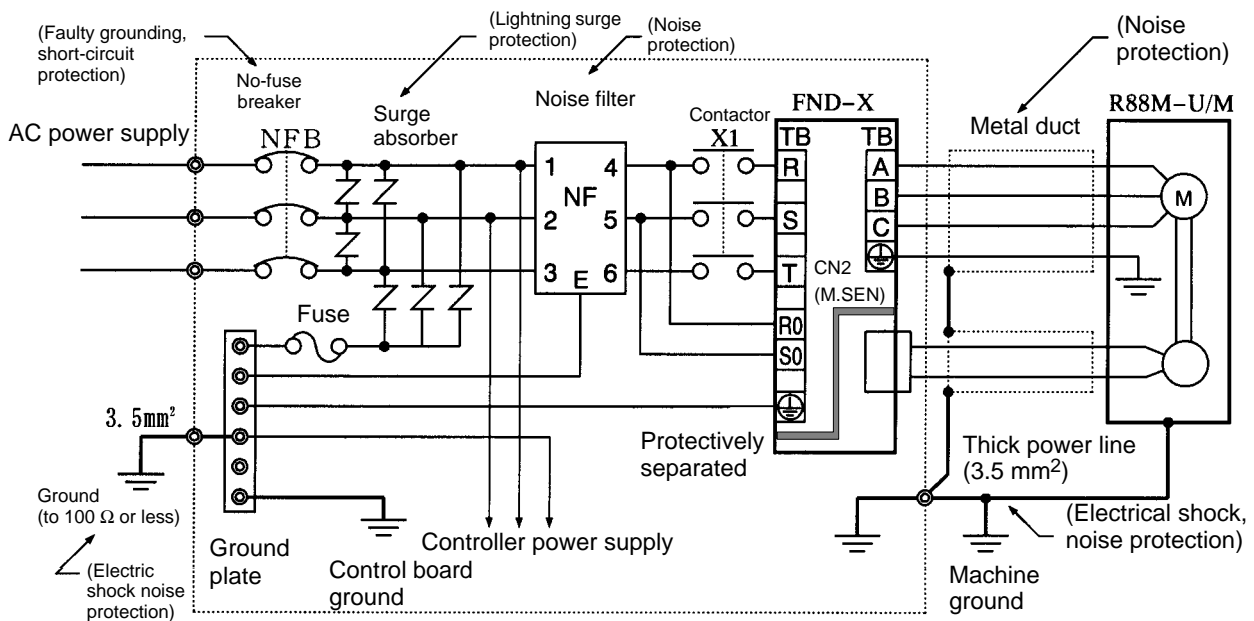 (Faulty grounding,
short-circuit
protection)
(Lightning surge
protection)
(Noise
protection)
(Noise
protection)
No-fuse
breaker
Surge
absorber
Noise filter
Contactor
FND-X
Metal duct
R88M-U/M
AC power supply
NFB
X1
TB
TB
1
4
R
A
2
NF
5
S
B
C
M
3
E
6
T
CN2
(M.SEN)
Fuse
R0
S0
3. 5mm²
Protectively
separated
Thick power line
(3.5 mm²)
Ground
(to 100 Ω or less)
(Electric
shock noise
protection)
Ground
plate
Control board
ground
Controller power supply
Machine
ground
(Electrical shock,
noise protection)